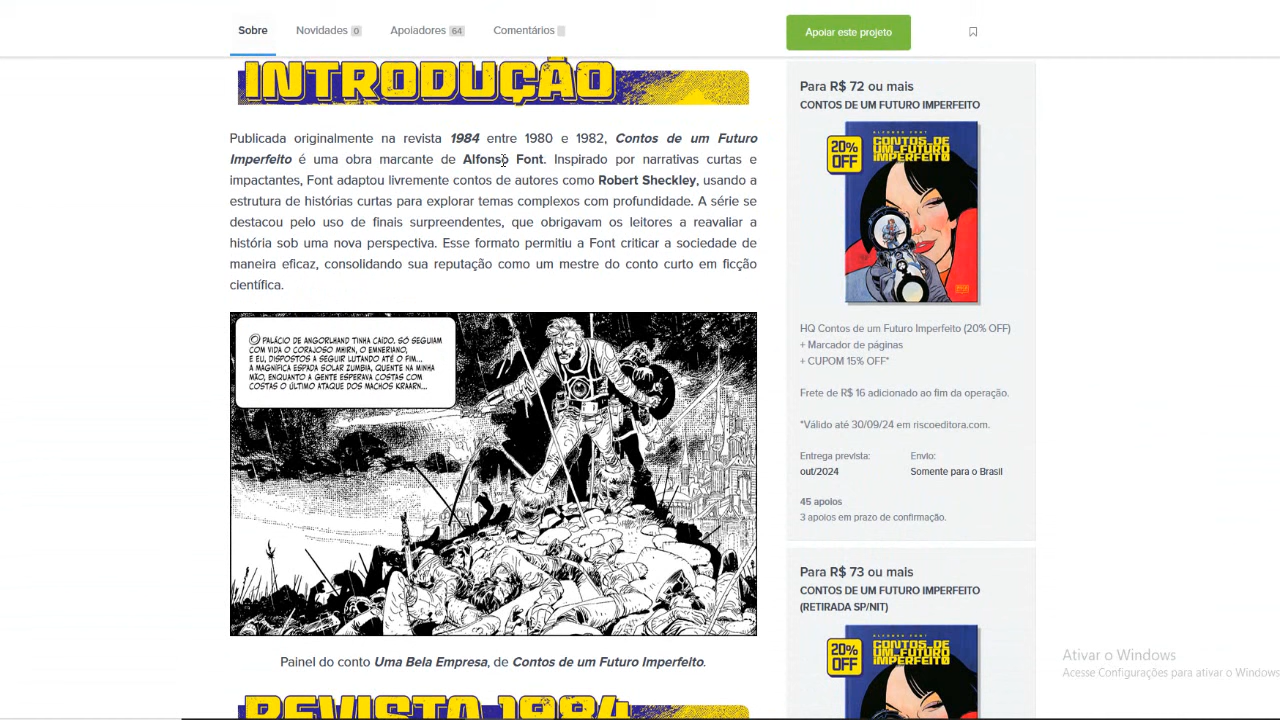 Sobre
Novidades 0
Apoiadores 64
Comentários
Apoiar este projeto
INTRODUÇÃO
Publicada originalmente na revista 1984 entre 1980 e 1982, Contos de um Futuro
Imperfeito é uma obra marcante de Alfonso Font. Inspirado por narrativas curtas e
impactantes, Font adaptou livremente contos de autores como Robert Sheckley, usando a
estrutura de histórias curtas para explorar temas complexos com profundidade. A série se
destacou pelo uso de finais surpreendentes, que obrigavam os leitores a reavaliar a
história sob uma nova perspectiva. Esse formato permitiu a Font criticar a sociedade de
maneira eficaz, consolidando sua reputação como um mestre do conto curto em ficção
científica.
O PALÁCIO DE ANGORLHAND TINHA CAÍDO. SÓ SEGUIAM
COM VIDA O CORAJOSO MHIRN, O EMNERIANO,
E EU, DISPOSTOS A SEGUIR LUTANDO ATÉ O FIM...
A MAGNÍFICA ESPADA SOLAR ZUMBIA, QUENTE NA MINHA
MÃO, ENQUANTO A GENTE ESPERAVA COSTAS COM
COSTAS O ÚLTIMO ATAQUE DOS MACHOS KRAARN...
Painel do conto Uma Bela Empresa, de Contos de um Futuro Imperfeito.
REVISTA 1984
Para R$ 72 ou mais
CONTOS DE UM FUTURO IMPERFEITO
20%
OFF
ALFONSO FONT
CONTOS DE
UM FUTURO
IMPERFEITO
HQ Contos de um Futuro Imperfeito (20% OFF)
+ Marcador de páginas
+ CUPOM 15% OFF*
Frete de R$ 16 adicionado ao fim da operação.
*Válido até 30/09/24 em riscoeditora.com.
Entrega prevista:
out/2024
Envio:
Somente para o Brasil
45 apoios
3 apoios em prazo de confirmação.
Para R$ 73 ou mais
CONTOS DE UM FUTURO IMPERFEITO
(RETIRADA SP/NIT)
20%
OFF
ALFONSO FONT
CONTOS DE
UM FUTURO
IMPERFEITO
Ativar o Windows
Acesse Configurações para ativar o Windows